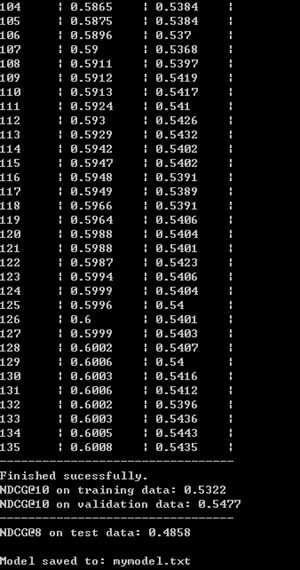 104 | 0.5865 | 0.5384 |
105 | 0.5875 | 0.5384 |
106 | 0.5896 | 0.537 |
107 | 0.59 | 0.5368 |
108 | 0.5911 | 0.5397 |
109 | 0.5912 | 0.5419 |
110 | 0.5913 | 0.5417 |
111 | 0.5924 | 0.541 |
112 | 0.593 | 0.5426 |
113 | 0.5929 | 0.5432 |
114 | 0.5942 | 0.5402 |
115 | 0.5947 | 0.5402 |
116 | 0.5948 | 0.5391 |
117 | 0.5949 | 0.5389 |
118 | 0.5966 | 0.5391 |
119 | 0.5964 | 0.5406 |
120 | 0.5988 | 0.5404 |
121 | 0.5988 | 0.5401 |
122 | 0.5987 | 0.5423 |
123 | 0.5994 | 0.5406 |
124 | 0.5999 | 0.5404 |
125 | 0.5996 | 0.54 |
126 | 0.6 | 0.5401 |
127 | 0.5999 | 0.5403 |
128 | 0.6002 | 0.5407 |
129 | 0.6006 | 0.54 |
130 | 0.6003 | 0.5416 |
131 | 0.6006 | 0.5412 |
132 | 0.6002 | 0.5396 |
133 | 0.6003 | 0.5436 |
134 | 0.6005 | 0.5443 |
135 | 0.6008 | 0.5435 |
---------------------------------
Finished sucessfully.
NDCG@10 on training data: 0.5322
NDCG@10 on validation data: 0.5477
---------------------------------
NDCG@8 on test data: 0.4858
Model saved to: mymodel.txt